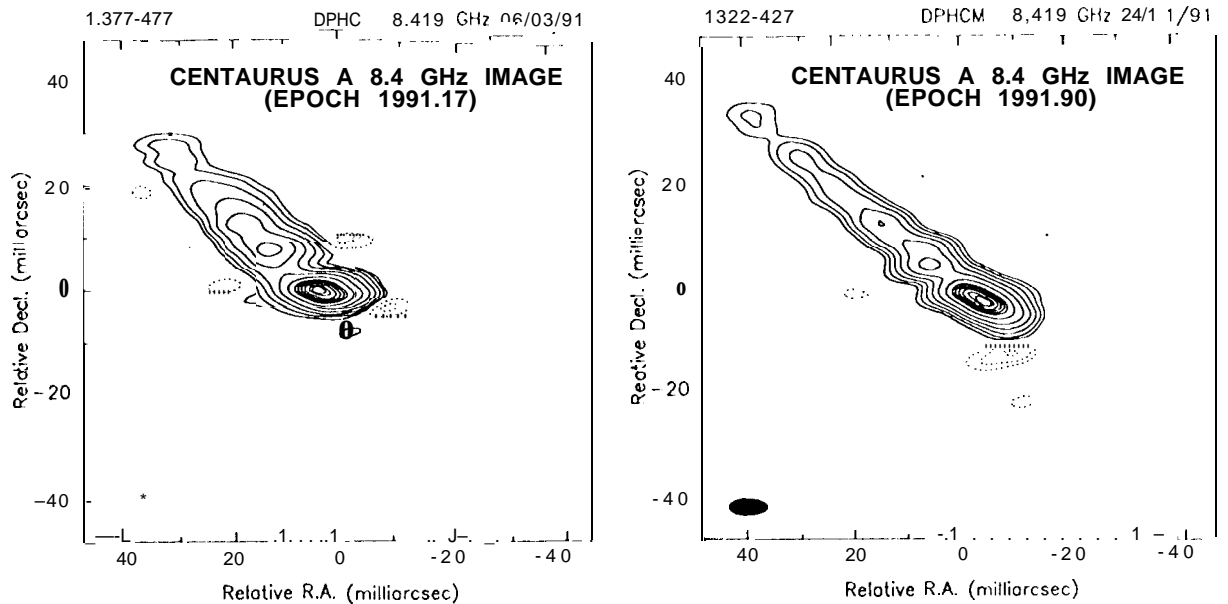 1.377-477 DPHC 8.419 GHz 06/03/91
CENTAURUS A 8.4 GHz IMAGE
(EPOCH 1991.17)
40
20
0
-20
-40
Relative Decl. (milliarcsec)
θ
*
40 20 0 -20 -40
Relative R.A. (milliarcsec)
1322-427 DPHCM 8,419 GHz 24/1 1/91
CENTAURUS A 8.4 GHz IMAGE
(EPOCH 1991.90)
40
20
0
-20
-40
Reative Decl. (milliarcsec)
40 20 0 -20 -40
Relative R.A. (milliarcsec)